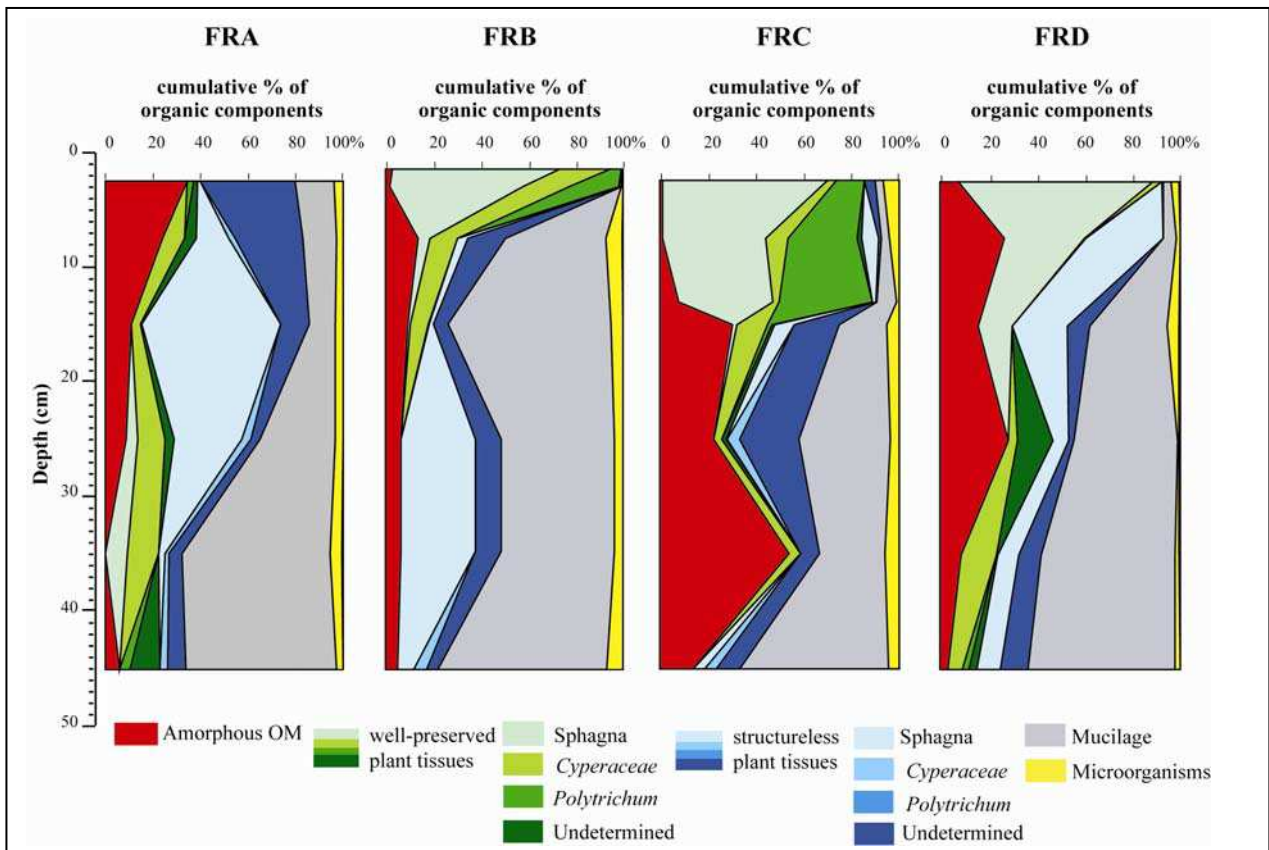 FRA FRB FRC FRD
cumulative % of cumulative % of cumulative % of cumulative % of
organic components organic components organic components organic components
0 20 40 60 80 100% 0 20 40 60 80 100% 0 20 40 60 80 100% 0 20 40 60 80 100%
0
10
20
30
40
50
Depth (cm)
Amorphous OM
well-preserved
plant tissues
Sphagna
Cyperaceae
Polytrichum
Undetermined
structureless
plant tissues
Sphagna
Cyperaceae
Polytrichum
Undetermined
Mucilage
Microorganisms